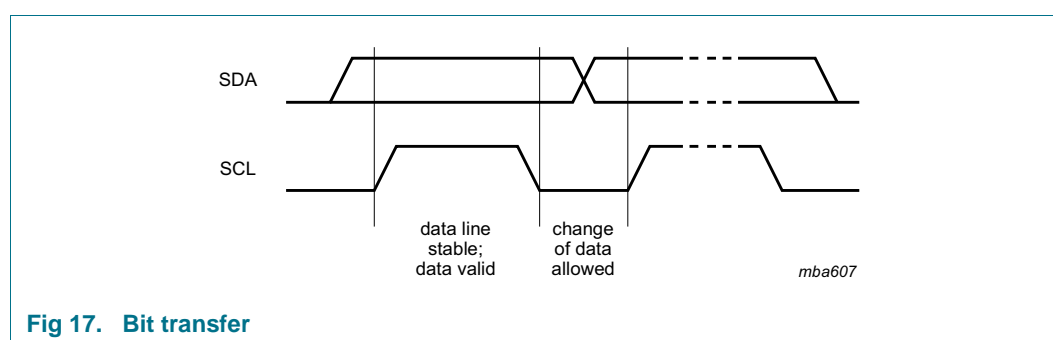 SDA
SCL
data line
stable;
data valid
change
of data
allowed
mba607
Fig 17. Bit transfer